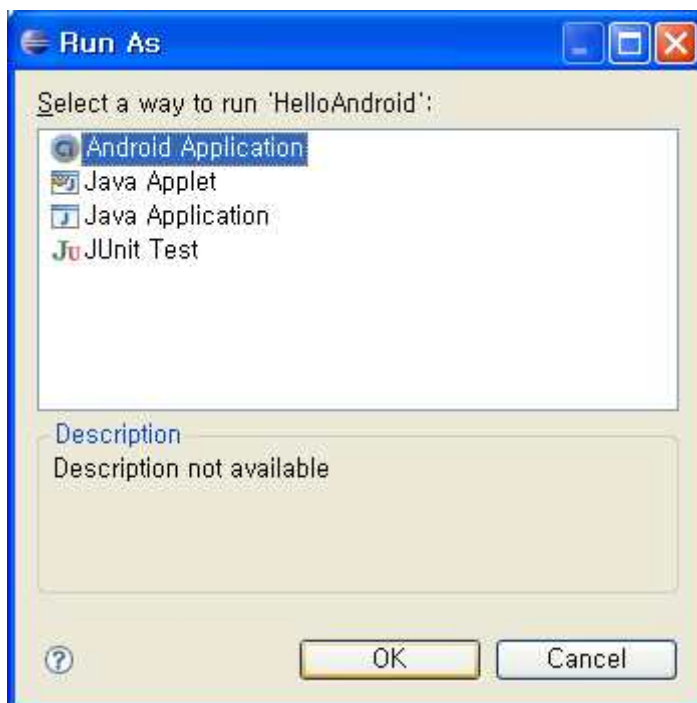 Run As
Select a way to run 'HelloAndroid':
Android Application
Java Applet
Java Application
Ju JUnit Test
Description
Description not available
OK
Cancel